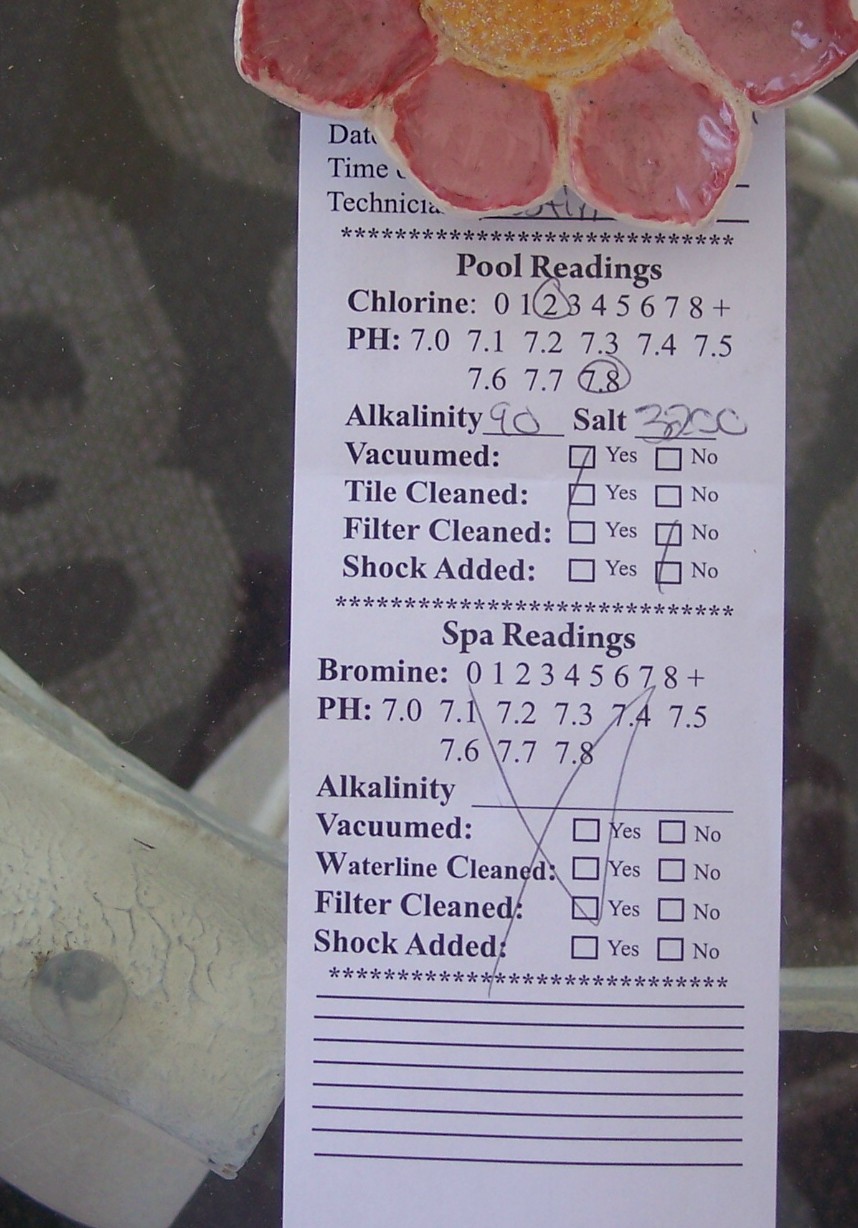 Time
*****************************
Pool Readings
Chlorine: 0 1 2 3 4 5 6 7 8 +
PH: 7.0 7.1 7.2 7.3 7.4 7.5
7.6 7.7 7.8
Alkalinity 90 Salt 3200
Vacuumed: Yes No
Tile Cleaned: Yes No
Filter Cleaned: Yes No
Shock Added: Yes No
*****************************
Spa Readings
Bromine: 0 1 2 3 4 5 6 7 8 +
PH: 7.0 7.1 7.2 7.3 7.4 7.5
7.6 7.7 7.8
Alkalinity
Vacuumed: Yes No
Waterline Cleaned: Yes No
Filter Cleaned: Yes No
Shock Added: Yes No
*****************************